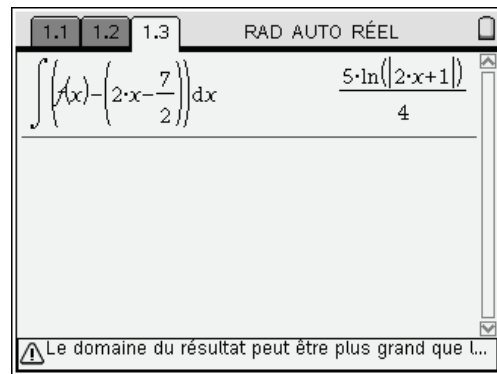 1.1 1.2 1.3 RAD AUTO RÉEL
∫(f(x)-(2·x-7/2))dx 5·ln(|2·x+1|)/4
⚠Le domaine du résultat peut être plus grand que l...